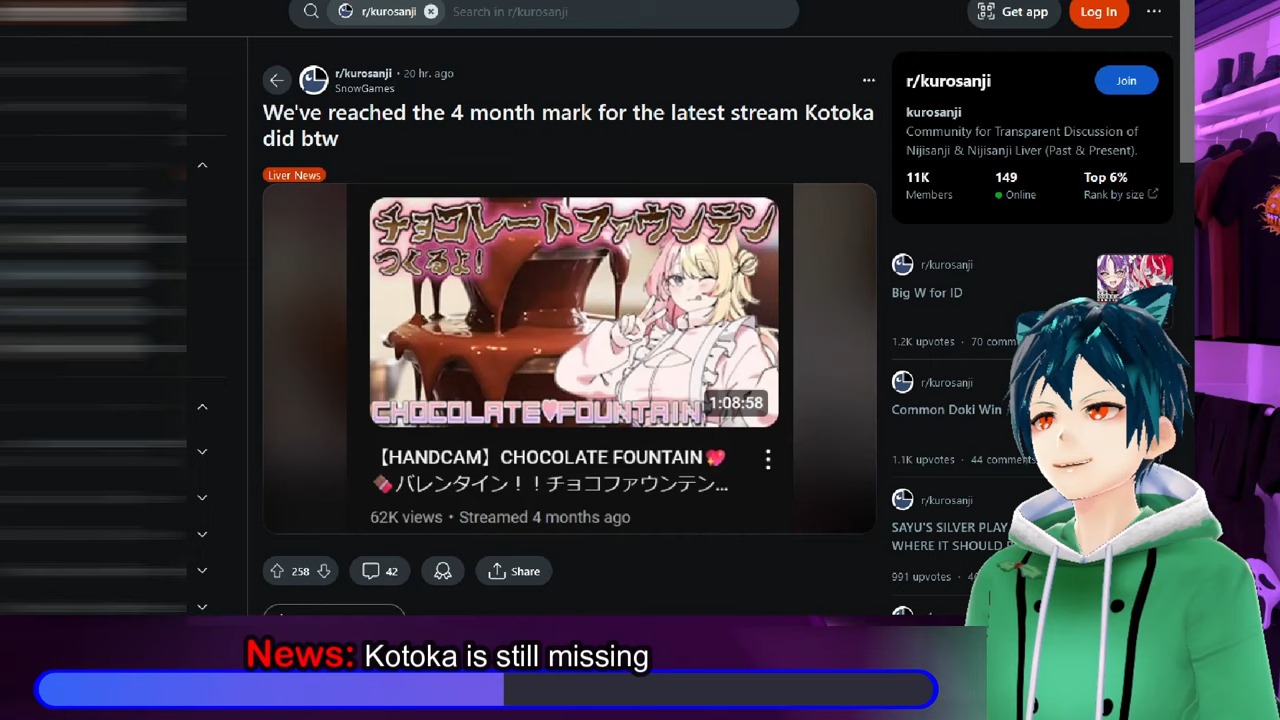 r/kurosanji
Search in r/kurosanji
Get app
Log In
r/kurosanji • 20 hr. ago
SnowGames
We've reached the 4 month mark for the latest stream Kotoka
did btw
Liver News
チョコレートファウンテン
つくるよ!
CHOCOLATE♥FOUNTAIN
1:08:58
【HANDCAM】CHOCOLATE FOUNTAIN💖
🍫バレンタイン！！チョコファウンテン...
62K views • Streamed 4 months ago
258
42
Share
r/kurosanji
Join
kurosanji
Community for Transparent Discussion of
Nijisanji & Nijisanji Liver (Past & Present).
11K
149
Top 6%
Members
Online
Rank by size
r/kurosanji
Big W for ID
1.2K upvotes • 70
r/kurosanji
Common Doki Win
1.1K upvotes • 44 comments
r/kurosanji
SAYU'S SILVER PLAY
WHERE IT SHOULD
991 upvotes
News: Kotoka is still missing